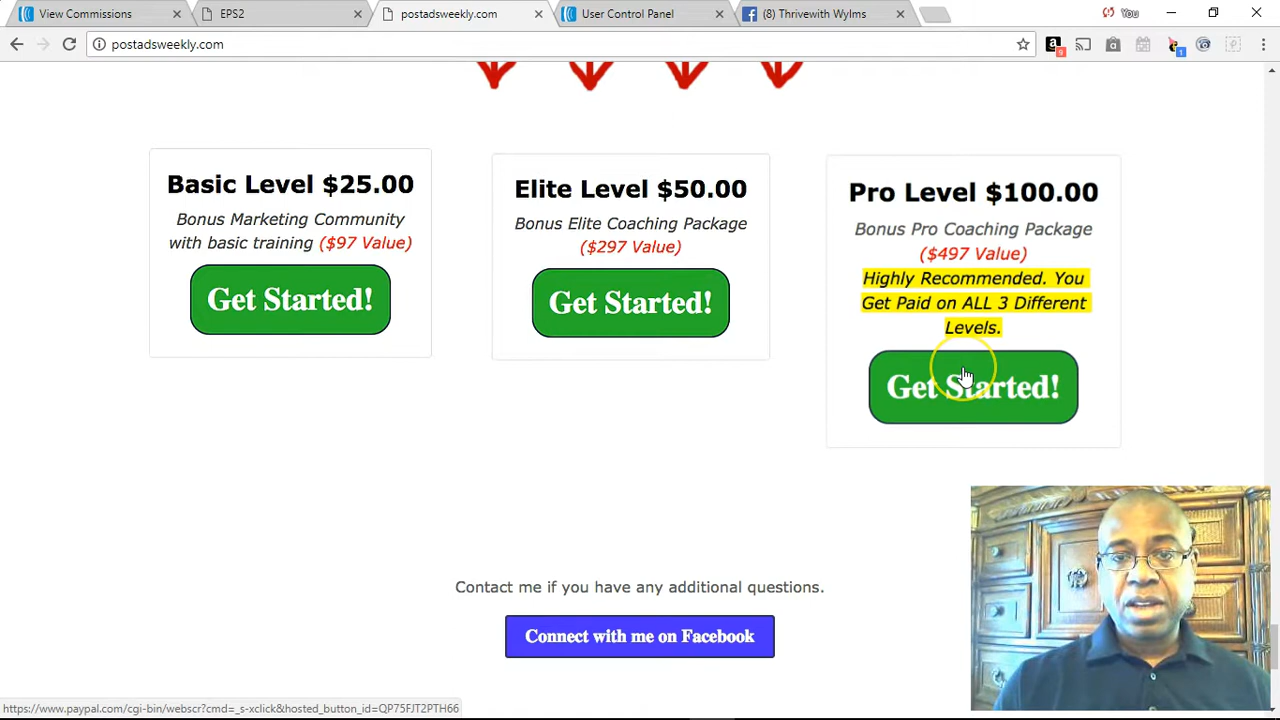 View Commissions
EPS2
postadsweekly.com
User Control Panel
(8) Thrivewith Wylms
You
postadsweekly.com
9
1
Basic Level $25.00
Bonus Marketing Community
with basic training ($97 Value)
Get Started!
Elite Level $50.00
Bonus Elite Coaching Package
($297 Value)
Get Started!
Pro Level $100.00
Bonus Pro Coaching Package
($497 Value)
Highly Recommended. You
Get Paid on ALL 3 Different
Levels.
Get Started!
Contact me if you have any additional questions.
Connect with me on Facebook
https://www.paypal.com/cgi-bin/webscr?cmd=_s-xclick&hosted_button_id=QP75FJT2PTH66